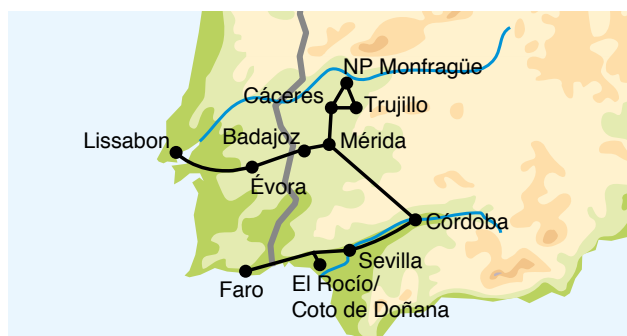 NP Monfragüe
Cáceres
Trujillo
Badajoz
Lissabon
Mérida
Évora
Córdoba
Sevilla
Faro
El Rocío/
Coto de Doñana